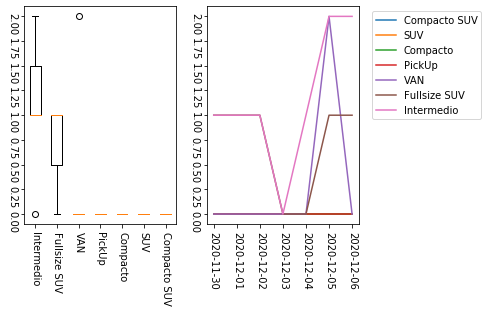 2.00
1.75
1.50
1.25
1.00
0.75
0.50
0.25
0.00
Intermedio
Fullsize SUV
VAN
PickUp
Compacto
SUV
Compacto SUV
2.00
1.75
1.50
1.25
1.00
0.75
0.50
0.25
0.00
2020-11-30
2020-12-01
2020-12-02
2020-12-03
2020-12-04
2020-12-05
2020-12-06
Compacto SUV
SUV
Compacto
PickUp
VAN
Fullsize SUV
Intermedio